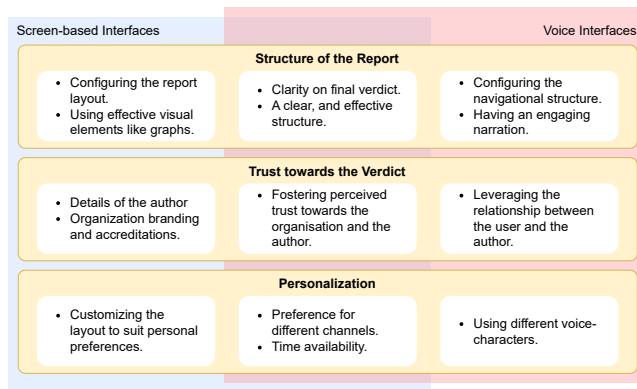 Screen-based Interfaces
Voice Interfaces
Structure of the Report
• Configuring the report
layout.
• Using effective visual
elements like graphs.
• Clarity on final verdict.
• A clear, and effective
structure.
• Configuring the
navigational structure.
• Having an engaging
narration.
Trust towards the Verdict
• Details of the author
• Organization branding
and accreditations.
• Fostering perceived
trust towards the
organisation and the
author.
• Leveraging the
relationship between
the user and the
author.
Personalization
• Customizing the
layout to suit personal
preferences.
• Preference for
different channels.
• Time availability.
• Using different voice-
characters.